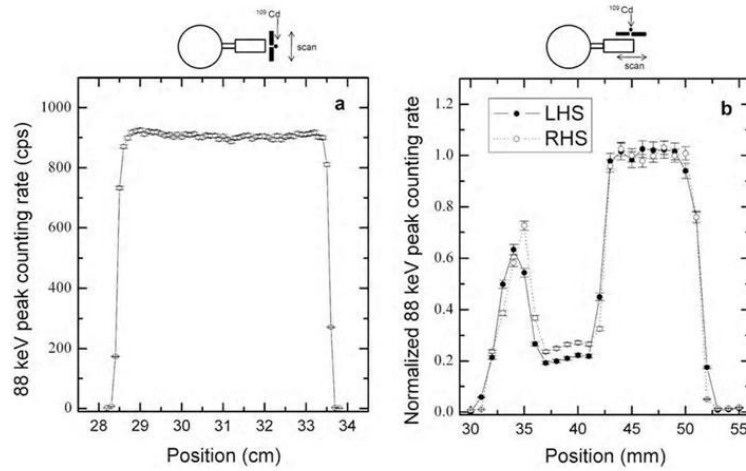 ¹⁰⁹Cd
scan
a
1000
800
600
400
200
0
88 keV peak counting rate (cps)
28 29 30 31 32 33 34
Position (cm)
¹⁰⁹Cd
scan
b
LHS
RHS
1.2
1.0
0.8
0.6
0.4
0.2
0.0
Normalized 88 keV peak counting rate
30 35 40 45 50 55
Position (mm)